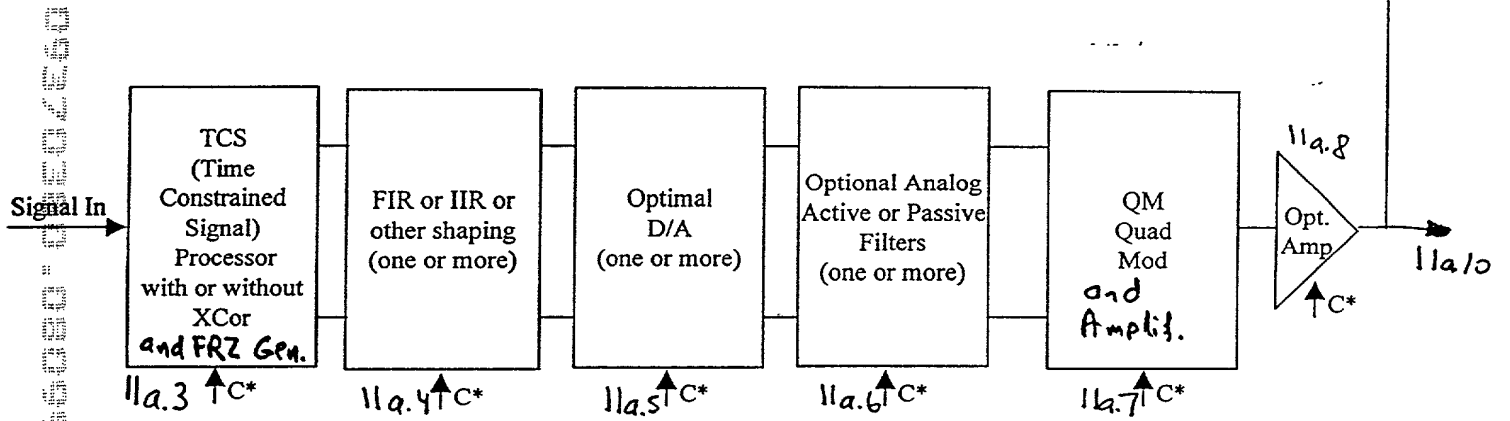 Signal In
TCS
(Time
Constrained
Signal)
Processor
with or without
XCor
and FRZ Gen.
11a.3
C*
FIR or IIR or
other shaping
(one or more)
11a.4
C*
Optimal
D/A
(one or more)
11a.5
C*
Optional Analog
Active or Passive
Filters
(one or more)
11a.6
C*
QM
Quad
Mod
and
Amplif.
11a.7
C*
11a.8
Opt.
Amp
C*
11a10